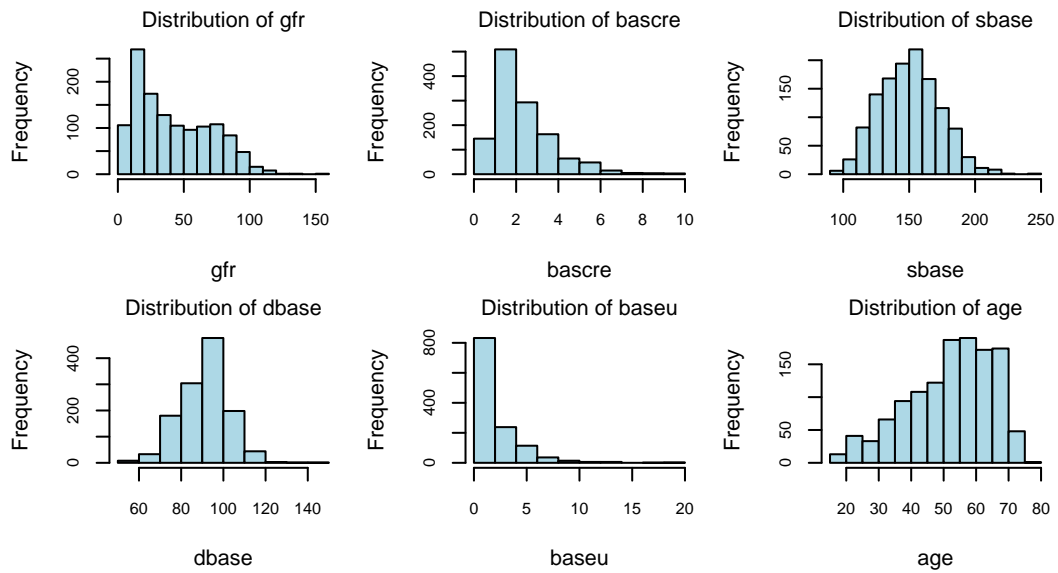 Distribution of gfr
Frequency
0
100
200
0
50
100
150
gfr
Distribution of bascre
Frequency
0
200
400
0
2
4
6
8
10
bascre
Distribution of sbase
Frequency
0
50
150
100
150
200
250
sbase
Distribution of dbase
Frequency
0
200
400
60
80
100
120
140
dbase
Distribution of baseu
Frequency
0
400
800
0
5
10
15
20
baseu
Distribution of age
Frequency
0
50
150
20
30
40
50
60
70
80
age